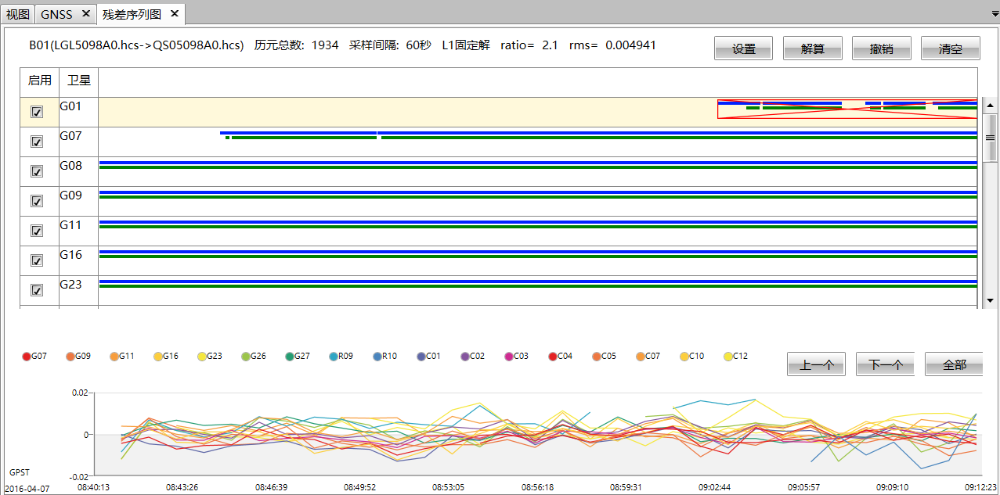 视图 GNSS 残差序列图
B01(LGL5098A0.hcs->QS05098A0.hcs) 历元总数: 1934 采样间隔: 60秒 L1固定解 ratio= 2.1 rms= 0.004941 设置 解算 撤销 清空
启用 卫星
G01
G07
G08
G09
G11
G16
G23
G07 G09 G11 G16 G23 G26 G27 R09 R10 C01 C02 C03 C04 C05 C07 C10 C12
上一个 下一个 全部
0.02
0
-0.02
GPST
2016-04-07 08:40:13 08:43:26 08:46:39 08:49:52 08:53:05 08:56:18 08:59:31 09:02:44 09:05:57 09:09:10 09:12:23